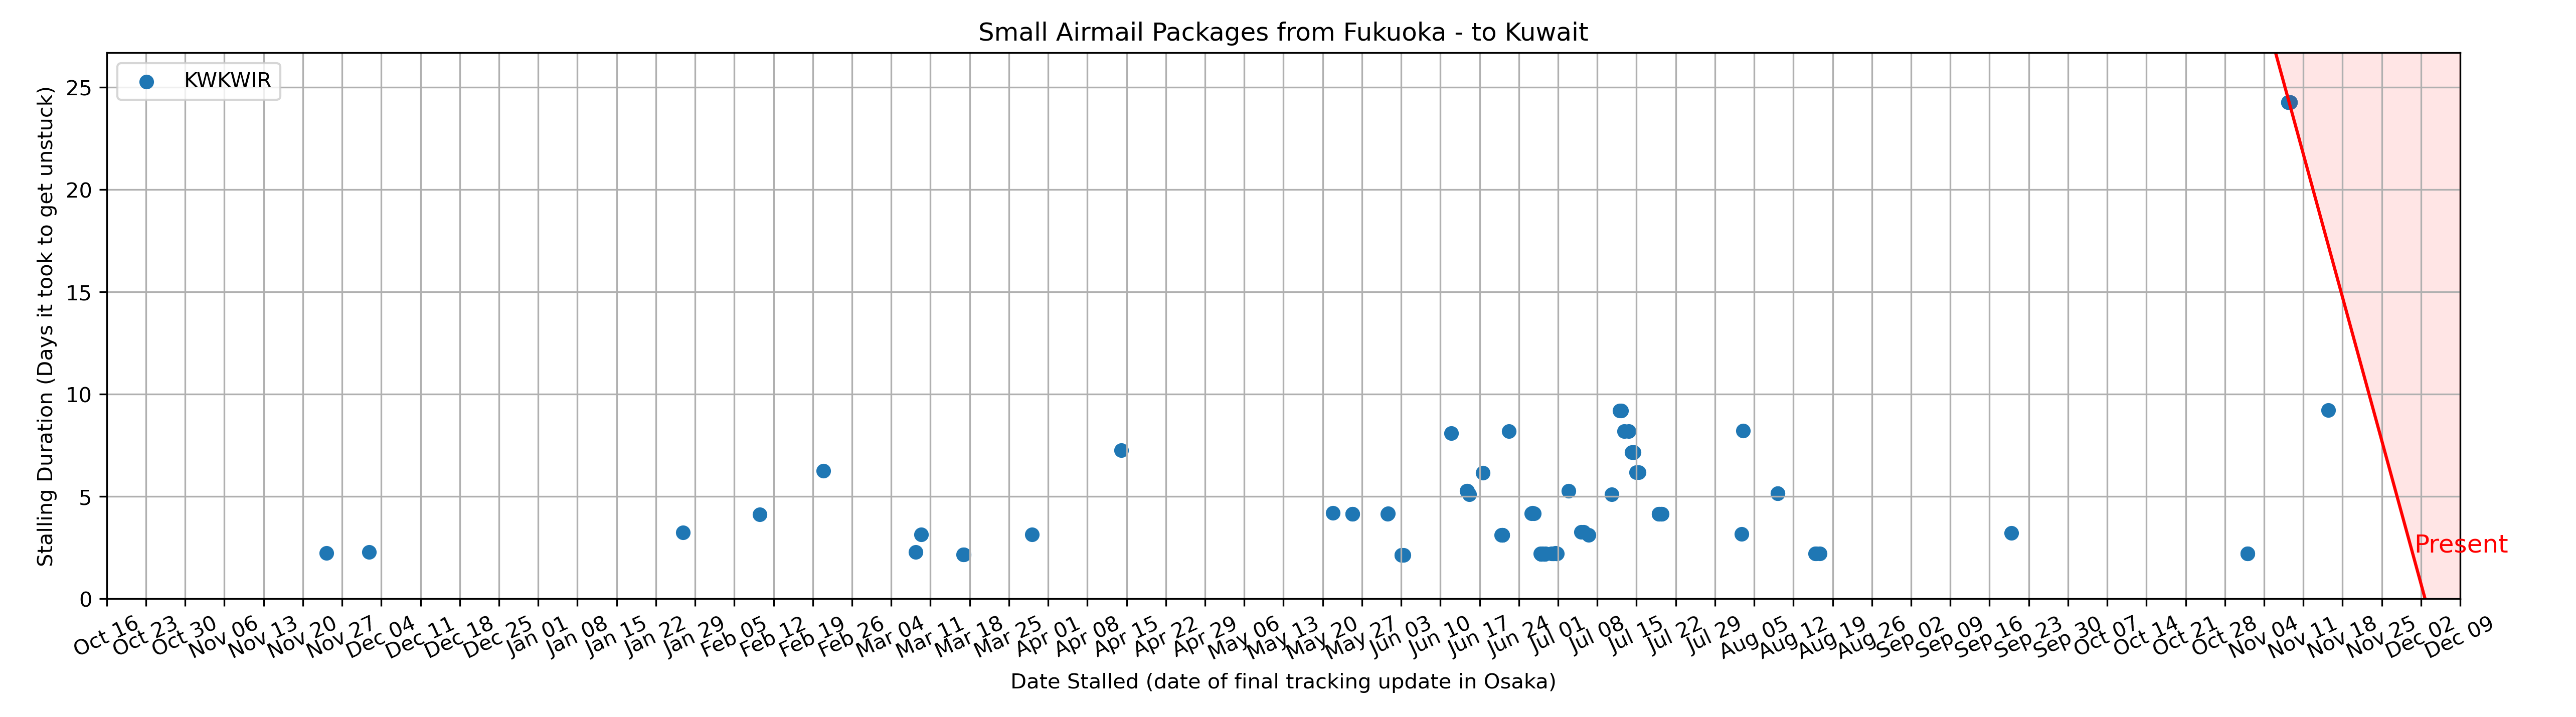 Small Airmail Packages from Fukuoka - to Kuwait
KWKWIR
Stalling Duration (Days it took to get unstuck)
25
20
15
10
5
0
Present
Oct 16
Oct 23
Oct 30
Nov 06
Nov 13
Nov 20
Nov 27
Dec 04
Dec 11
Dec 18
Dec 25
Jan 01
Jan 08
Jan 15
Jan 22
Jan 29
Feb 05
Feb 12
Feb 19
Feb 26
Mar 04
Mar 11
Mar 18
Mar 25
Apr 01
Apr 08
Apr 15
Apr 22
Apr 29
May 06
May 13
May 20
May 27
Jun 03
Jun 10
Jun 17
Jun 24
Jul 01
Jul 08
Jul 15
Jul 22
Jul 29
Aug 05
Aug 12
Aug 19
Aug 26
Sep 02
Sep 09
Sep 16
Sep 23
Sep 30
Oct 07
Oct 14
Oct 21
Oct 28
Nov 04
Nov 11
Nov 18
Nov 25
Dec 02
Dec 09
Date Stalled (date of final tracking update in Osaka)